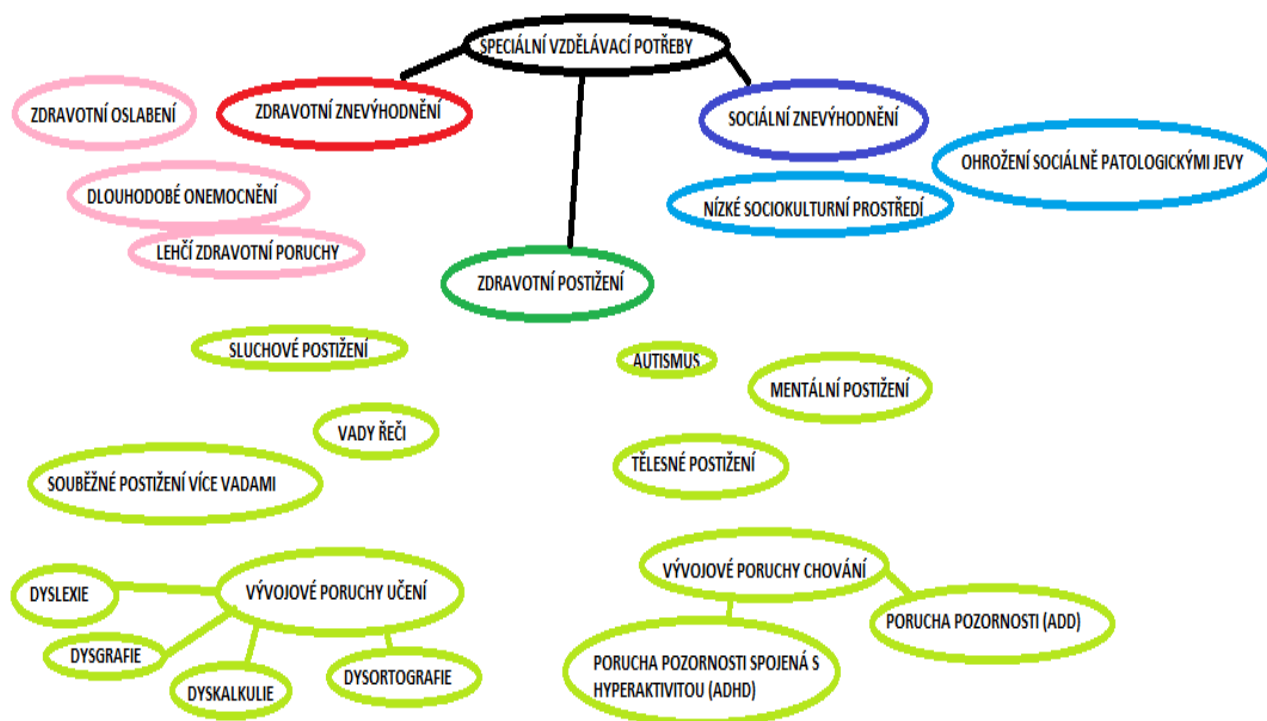 SPECIÁLNÍ VZDĚLÁVACÍ POTŘEBY
ZDRAVOTNÍ OSLABENÍ
ZDRAVOTNÍ ZNEVÝHODNĚNÍ
SOCIÁLNÍ ZNEVÝHODNĚNÍ
OHROŽENÍ SOCIÁLNĚ PATOLOGICKÝMI JEVY
DLOUHODOBÉ ONEMOCNĚNÍ
NÍZKÉ SOCIOKULTURNÍ PROSTŘEDÍ
LEHČÍ ZDRAVOTNÍ PORUCHY
ZDRAVOTNÍ POSTIŽENÍ
SLUCHOVÉ POSTIŽENÍ
AUTISMUS
MENTÁLNÍ POSTIŽENÍ
VADY ŘEČI
TĚLESNÉ POSTIŽENÍ
SOUBĚŽNÉ POSTIŽENÍ VÍCE VADAMI
VÝVOJOVÉ PORUCHY CHOVÁNÍ
DYSLEXIE
VÝVOJOVÉ PORUCHY UČENÍ
PORUCHA POZORNOSTI (ADD)
DYSGRAFIE
DYSKALKULIE
DYSORTOGRAFIE
PORUCHA POZORNOSTI SPOJENÁ S
HYPERAKTIVITOU (ADHD)